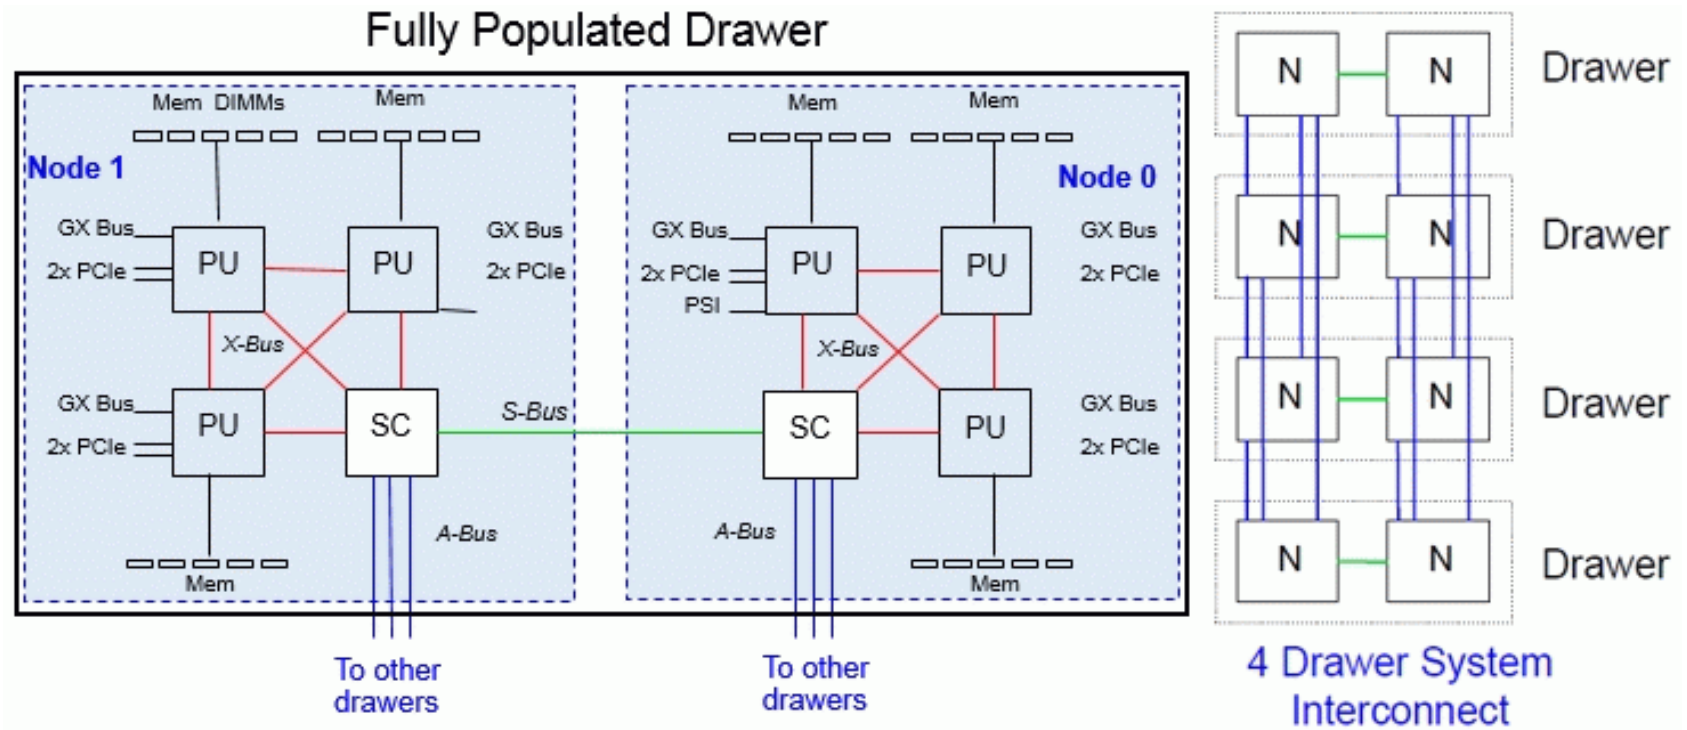 Fully Populated Drawer
Mem DIMMs
Mem
Node 1
GX Bus
2x PCIe
PU
PU
GX Bus
2x PCIe
X-Bus
GX Bus
2x PCIe
PU
SC
S-Bus
A-Bus
Mem
To other
drawers
Mem
Mem
Node 0
GX Bus
2x PCIe
PSI
PU
PU
GX Bus
2x PCIe
X-Bus
SC
PU
GX Bus
2x PCIe
A-Bus
Mem
To other
drawers
N
N
Drawer
N
N
Drawer
N
N
Drawer
N
N
Drawer
4 Drawer System
Interconnect